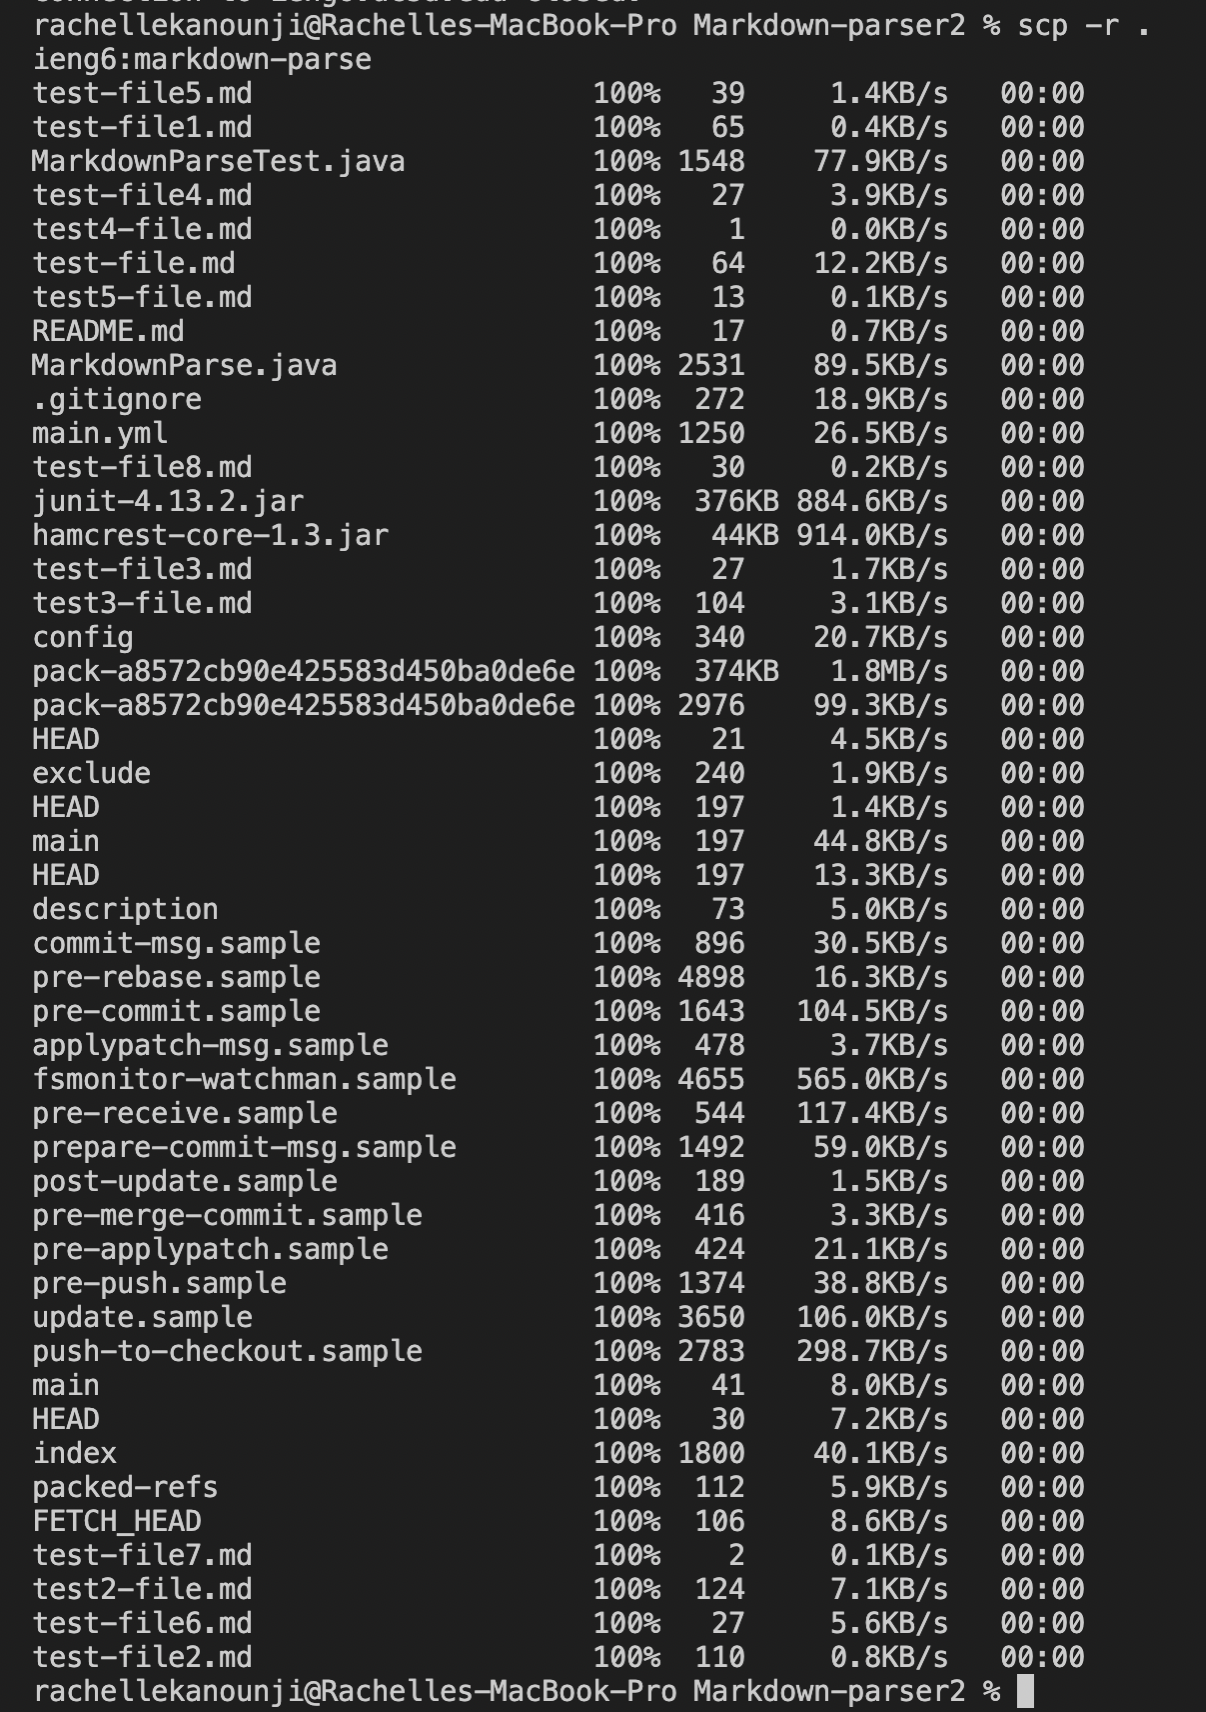 rachellekanounji@Rachelles-MacBook-Pro Markdown-parser2 % scp -r .
ieng6:markdown-parse
test-file5.md 100% 39 1.4KB/s 00:00
test-file1.md 100% 65 0.4KB/s 00:00
MarkdownParseTest.java 100% 1548 77.9KB/s 00:00
test-file4.md 100% 27 3.9KB/s 00:00
test4-file.md 100% 1 0.0KB/s 00:00
test-file.md 100% 64 12.2KB/s 00:00
test5-file.md 100% 13 0.1KB/s 00:00
README.md 100% 17 0.7KB/s 00:00
MarkdownParse.java 100% 2531 89.5KB/s 00:00
.gitignore 100% 272 18.9KB/s 00:00
main.yml 100% 1250 26.5KB/s 00:00
test-file8.md 100% 30 0.2KB/s 00:00
junit-4.13.2.jar 100% 376KB 884.6KB/s 00:00
hamcrest-core-1.3.jar 100% 44KB 914.0KB/s 00:00
test-file3.md 100% 27 1.7KB/s 00:00
test3-file.md 100% 104 3.1KB/s 00:00
config 100% 340 20.7KB/s 00:00
pack-a8572cb90e425583d450ba0de6e 100% 374KB 1.8MB/s 00:00
pack-a8572cb90e425583d450ba0de6e 100% 2976 99.3KB/s 00:00
HEAD 100% 21 4.5KB/s 00:00
exclude 100% 240 1.9KB/s 00:00
HEAD 100% 197 1.4KB/s 00:00
main 100% 197 44.8KB/s 00:00
HEAD 100% 197 13.3KB/s 00:00
description 100% 73 5.0KB/s 00:00
commit-msg.sample 100% 896 30.5KB/s 00:00
pre-rebase.sample 100% 4898 16.3KB/s 00:00
pre-commit.sample 100% 1643 104.5KB/s 00:00
applypatch-msg.sample 100% 478 3.7KB/s 00:00
fsmonitor-watchman.sample 100% 4655 565.0KB/s 00:00
pre-receive.sample 100% 544 117.4KB/s 00:00
prepare-commit-msg.sample 100% 1492 59.0KB/s 00:00
post-update.sample 100% 189 1.5KB/s 00:00
pre-merge-commit.sample 100% 416 3.3KB/s 00:00
pre-applypatch.sample 100% 424 21.1KB/s 00:00
pre-push.sample 100% 1374 38.8KB/s 00:00
update.sample 100% 3650 106.0KB/s 00:00
push-to-checkout.sample 100% 2783 298.7KB/s 00:00
main 100% 41 8.0KB/s 00:00
HEAD 100% 30 7.2KB/s 00:00
index 100% 1800 40.1KB/s 00:00
packed-refs 100% 112 5.9KB/s 00:00
FETCH_HEAD 100% 106 8.6KB/s 00:00
test-file7.md 100% 2 0.1KB/s 00:00
test2-file.md 100% 124 7.1KB/s 00:00
test-file6.md 100% 27 5.6KB/s 00:00
test-file2.md 100% 110 0.8KB/s 00:00
rachellekanounji@Rachelles-MacBook-Pro Markdown-parser2 %